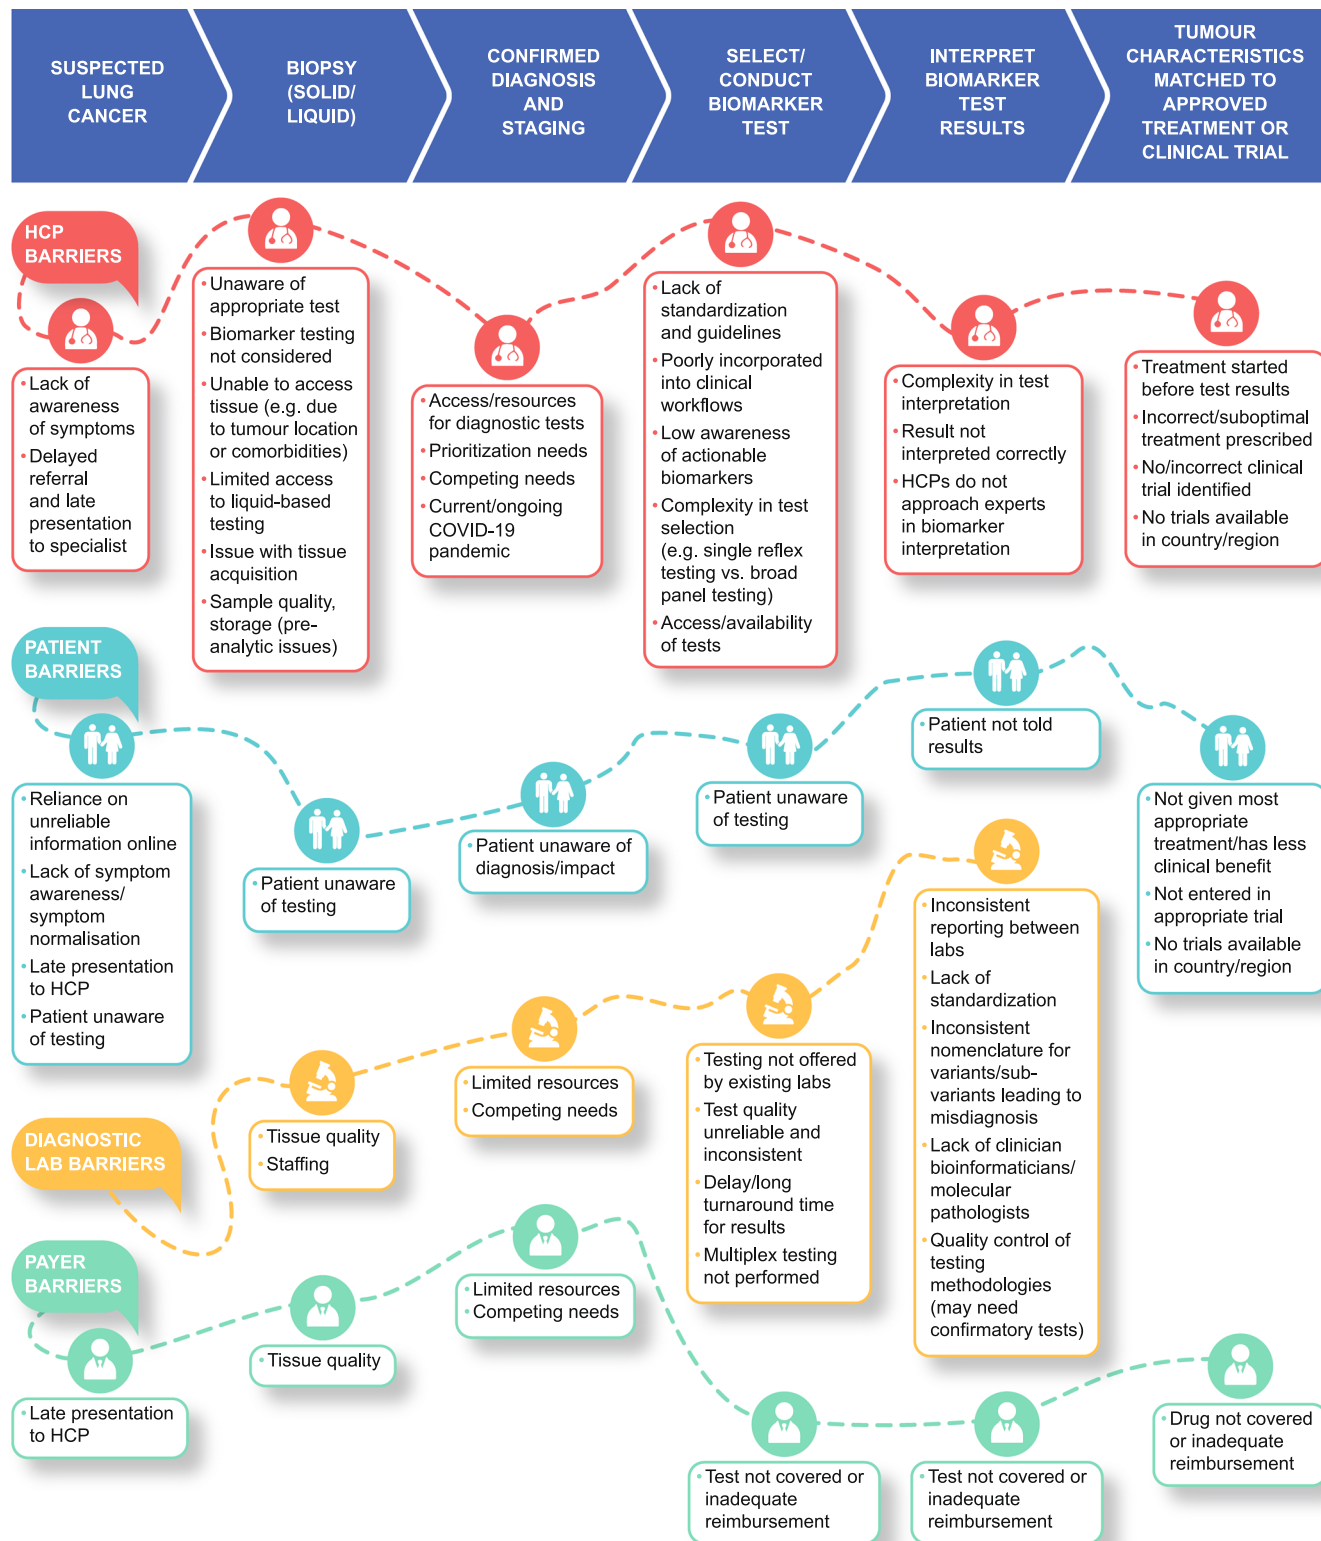 SUSPECTED
LUNG
CANCER
BIOPSY
(SOLID/
LIQUID)
CONFIRMED
DIAGNOSIS
AND
STAGING
SELECT/
CONDUCT
BIOMARKER
TEST
INTERPRET
BIOMARKER
TEST
RESULTS
TUMOUR
CHARACTERISTICS
MATCHED TO
APPROVED
TREATMENT OR
CLINICAL TRIAL
HCP
BARRIERS
• Lack of
awareness
of symptoms
• Delayed
referral
and late
presentation
to specialist
• Unaware of
appropriate test
• Biomarker testing
not considered
• Unable to access
tissue (e.g. due
to tumour location
or comorbidities)
• Limited access
to liquid-based
testing
• Issue with tissue
acquisition
• Sample quality,
storage (pre-
analytic issues)
• Access/resources
for diagnostic tests
• Prioritization needs
• Competing needs
• Current/ongoing
COVID-19
pandemic
• Lack of
standardization
and guidelines
• Poorly incorporated
into clinical
workflows
• Low awareness
of actionable
biomarkers
• Complexity in test
selection
(e.g. single reflex
testing vs. broad
panel testing)
• Access/availability
of tests
• Complexity in test
interpretation
• Result not
interpreted correctly
• HCPs do not
approach experts
in biomarker
interpretation
• Treatment started
before test results
• Incorrect/suboptimal
treatment prescribed
• No/incorrect clinical
trial identified
• No trials available
in country/region
PATIENT
BARRIERS
• Reliance on
unreliable
information online
• Lack of symptom
awareness/
symptom
normalisation
• Late presentation
to HCP
• Patient unaware
of testing
• Patient unaware
of testing
• Patient unaware of
diagnosis/impact
• Patient unaware
of testing
• Patient not told
results
• Not given most
appropriate
treatment/has less
clinical benefit
• Not entered in
appropriate trial
• No trials available
in country/region
DIAGNOSTIC
LAB BARRIERS
• Tissue quality
• Staffing
• Limited resources
• Competing needs
• Testing not offered
by existing labs
• Test quality
unreliable and
inconsistent
• Delay/long
turnaround time
for results
• Multiplex testing
not performed
• Inconsistent
reporting between
labs
• Lack of
standardization
• Inconsistent
nomenclature for
variants/sub-
variants leading to
misdiagnosis
• Lack of clinician
bioinformaticians/
molecular
pathologists
• Quality control of
testing
methodologies
(may need
confirmatory tests)
PAYER
BARRIERS
• Late presentation
to HCP
• Tissue quality
• Limited resources
• Competing needs
• Test not covered or
inadequate
reimbursement
• Test not covered or
inadequate
reimbursement
• Drug not covered
or inadequate
reimbursement